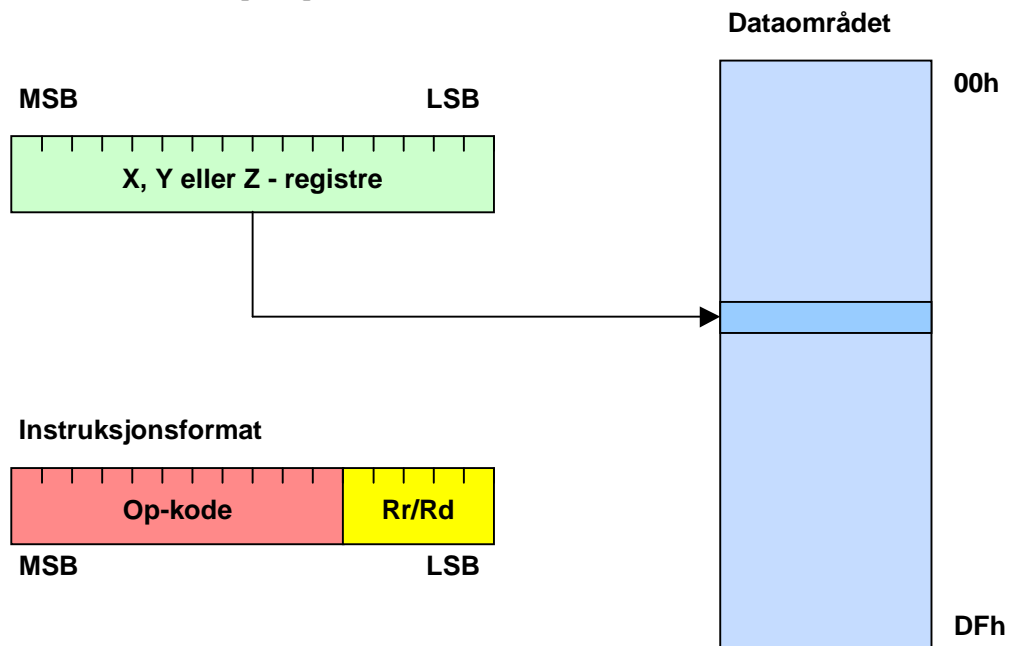 Dataområdet
00h
MSB LSB
X, Y eller Z - registre
Instruksjonsformat
Op-kode Rr/Rd
MSB LSB
DFh